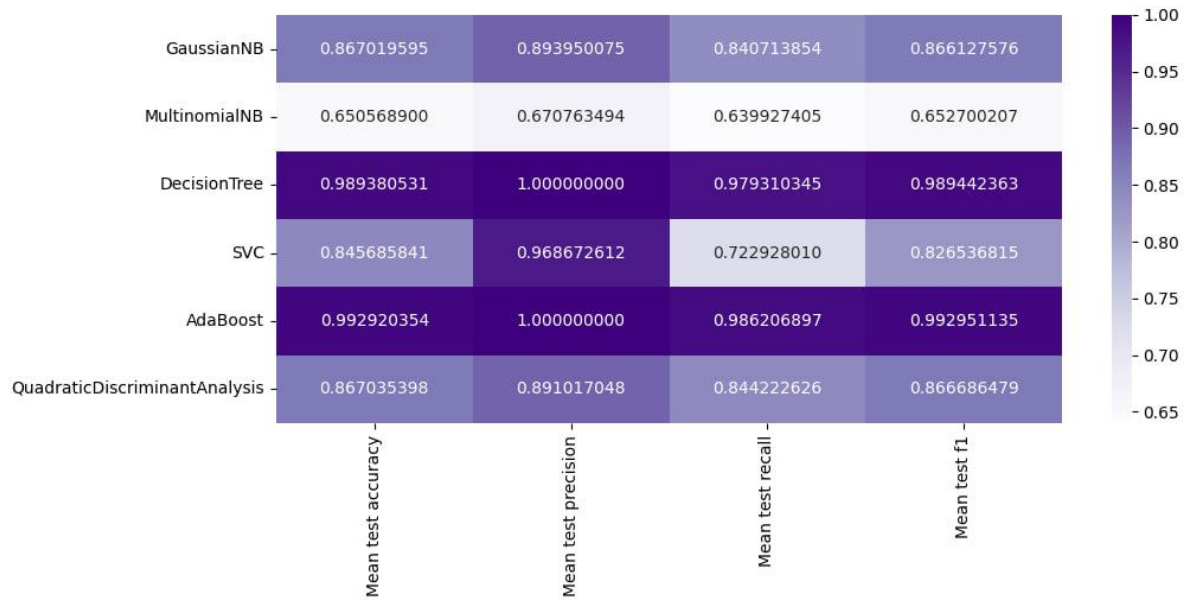 1.00
GaussianNB 0.867019595 0.893950075 0.840713854 0.866127576
0.95
MultinomialNB 0.650568900 0.670763494 0.639927405 0.652700207
0.90
DecisionTree 0.989380531 1.000000000 0.979310345 0.989442363
0.85
SVC 0.845685841 0.968672612 0.722928010 0.826536815
0.80
0.75
AdaBoost 0.992920354 1.000000000 0.986206897 0.992951135
0.70
QuadraticDiscriminantAnalysis 0.867035398 0.891017048 0.844222626 0.866686479
0.65
Mean test accuracy
Mean test precision
Mean test recall
Mean test f1